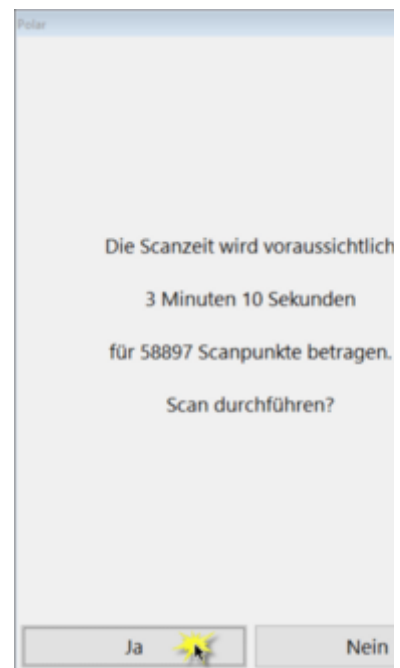 Polar
Die Scanzeit wird voraussichtlich
3 Minuten 10 Sekunden
für 58897 Scanpunkte betragen.
Scan durchführen?
Ja
Nein